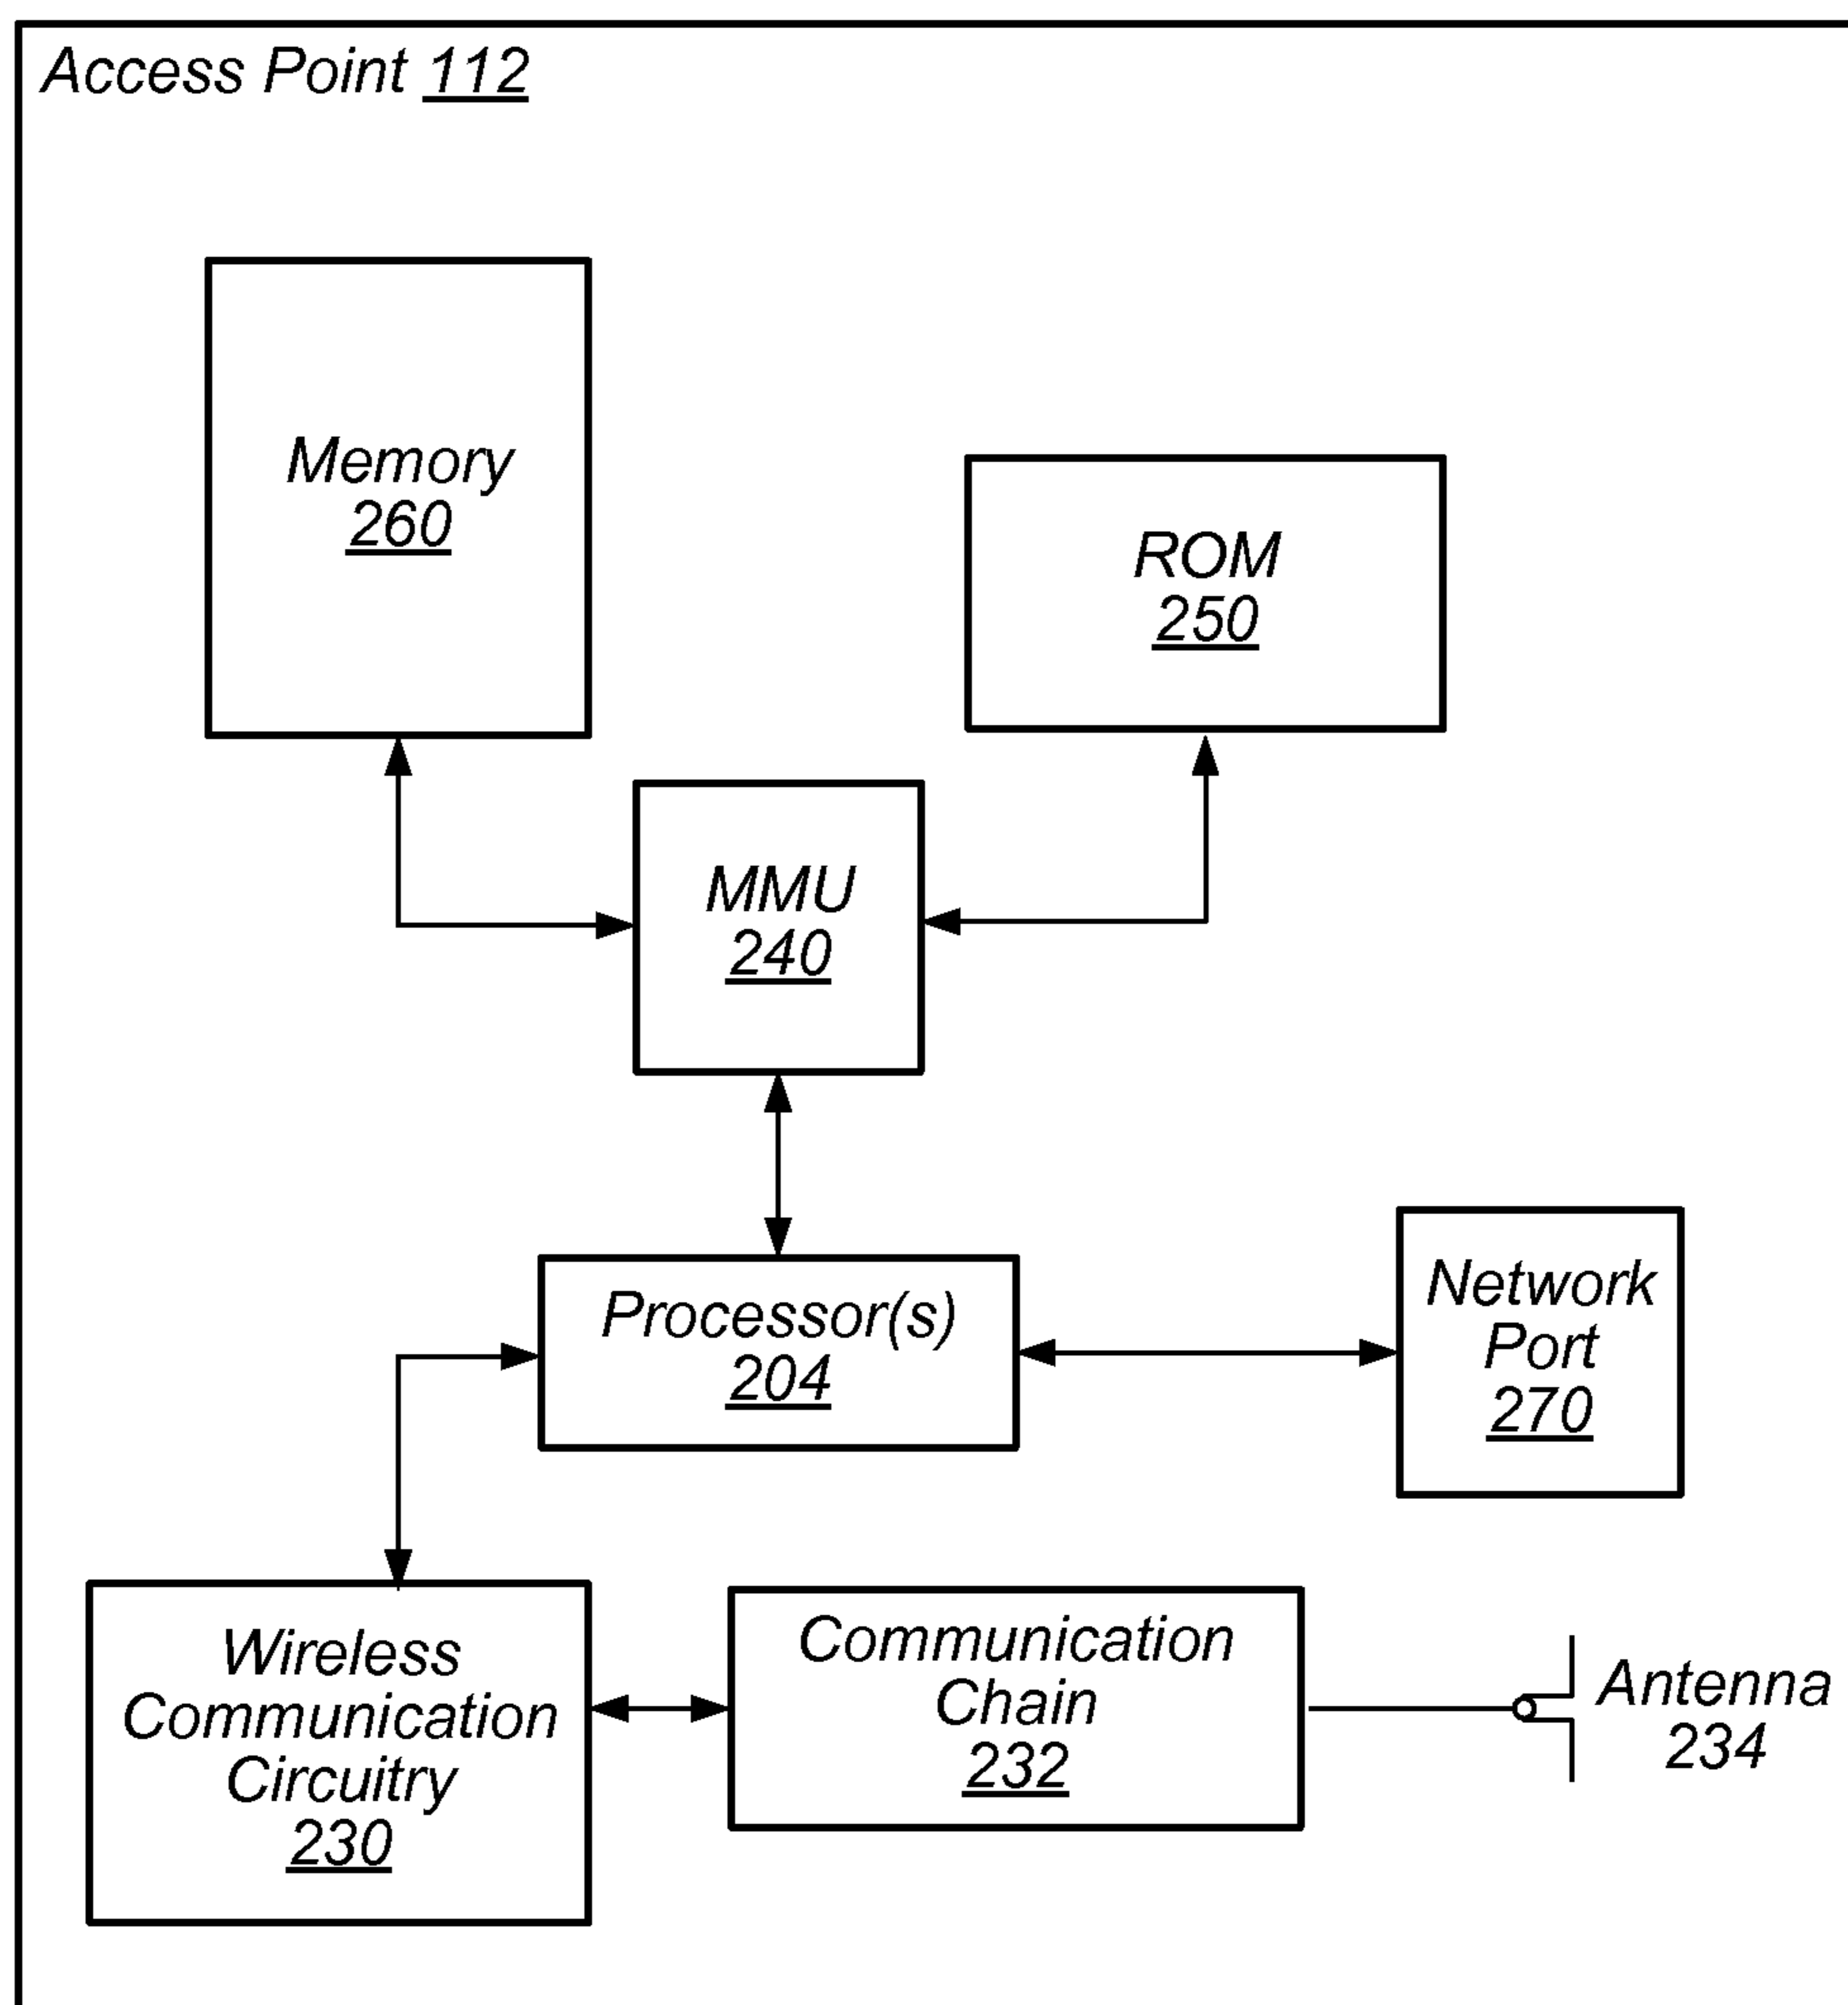 Access Point 112
Memory
260
ROM
250
MMU
240
Processor(s)
204
Network
Port
270
Wireless
Communication
Circuitry
230
Communication
Chain
232
Antenna
234